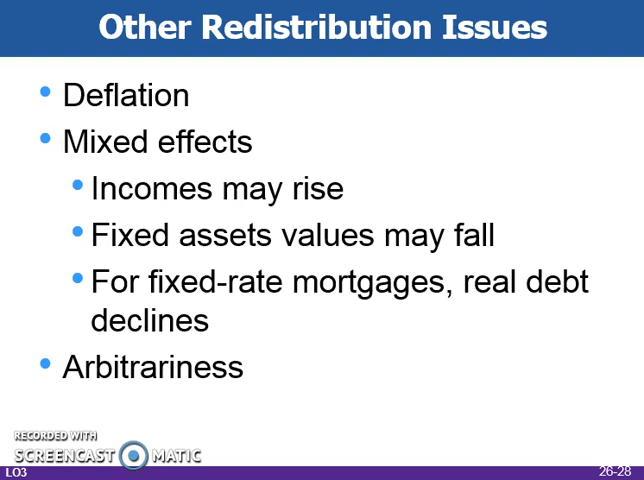 Other Redistribution Issues
• Deflation
• Mixed effects
• Incomes may rise
• Fixed assets values may fall
• For fixed-rate mortgages, real debt
declines
• Arbitrariness
RECORDED WITH
SCREENCAST MATIC
LO3
26-28